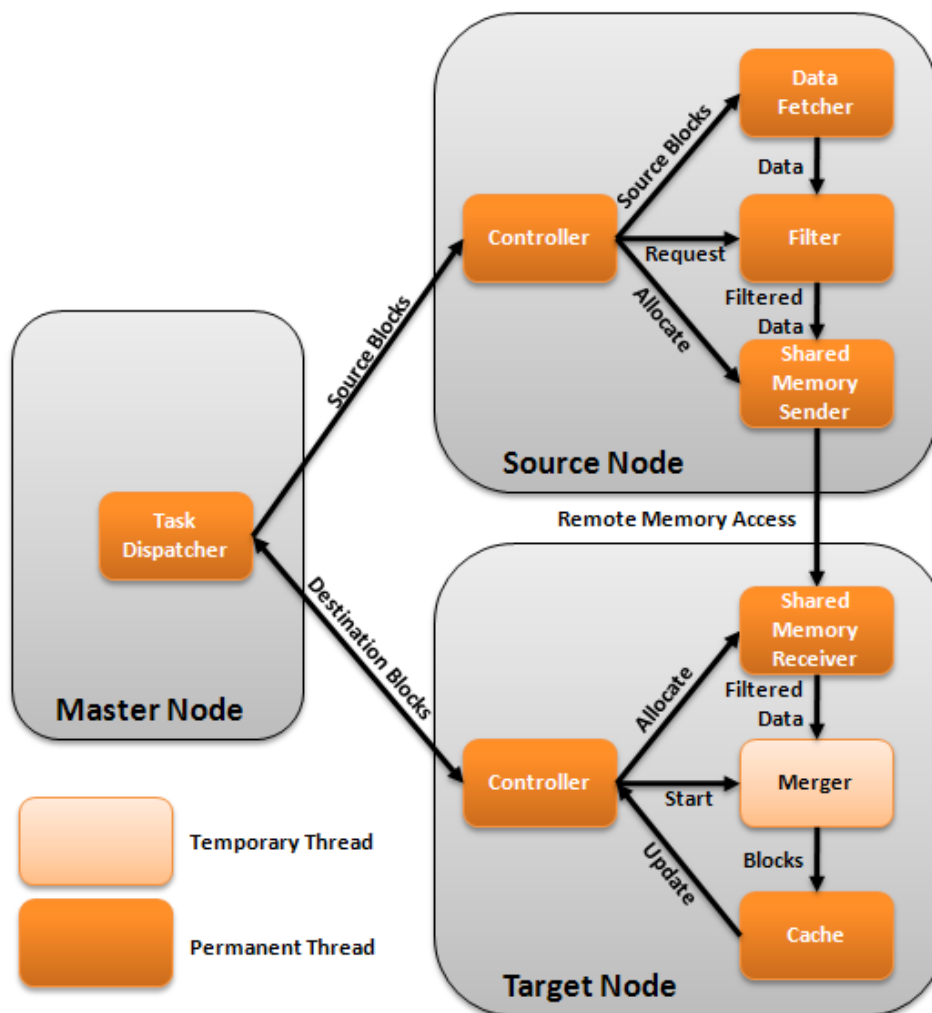 Data
Fetcher
Source Blocks
Data
Controller
Request
Filter
Allocate
Filtered
Data
Shared
Memory
Sender
Source Node
Source Blocks
Task
Dispatcher
Master Node
Remote Memory Access
Destination Blocks
Shared
Memory
Receiver
Allocate
Filtered
Data
Controller
Start
Merger
Update
Blocks
Cache
Target Node
Temporary Thread
Permanent Thread